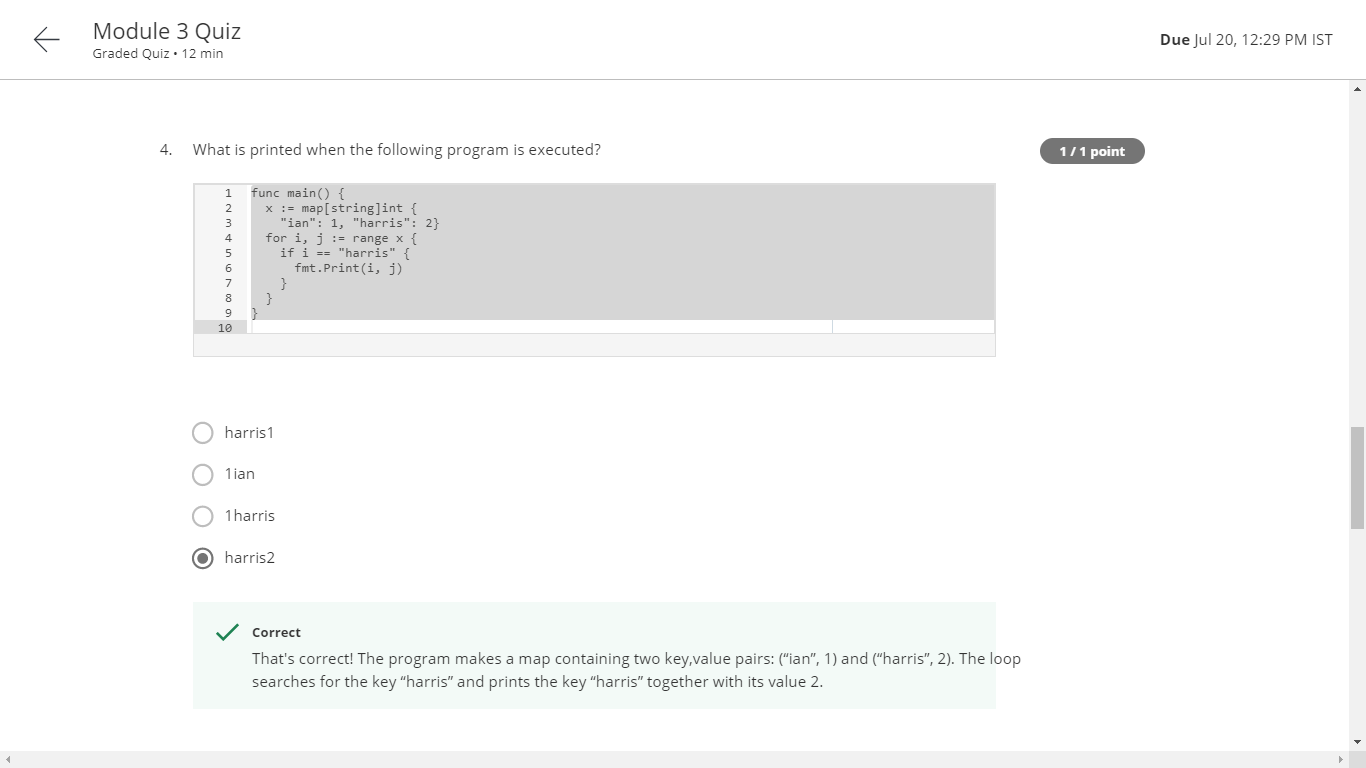 Module 3 Quiz
Graded Quiz • 12 min
Due Jul 20, 12:29 PM IST
4. What is printed when the following program is executed?
1 / 1 point
1 func main() {
2   x := map[string]int {
3     "ian": 1, "harris": 2}
4   for i, j := range x {
5     if i == "harris" {
6       fmt.Print(i, j)
7     }
8   }
9 }
10
harris1
1ian
1harris
harris2
Correct
That's correct! The program makes a map containing two key,value pairs: (“ian”, 1) and (“harris”, 2). The loop
searches for the key “harris” and prints the key “harris” together with its value 2.